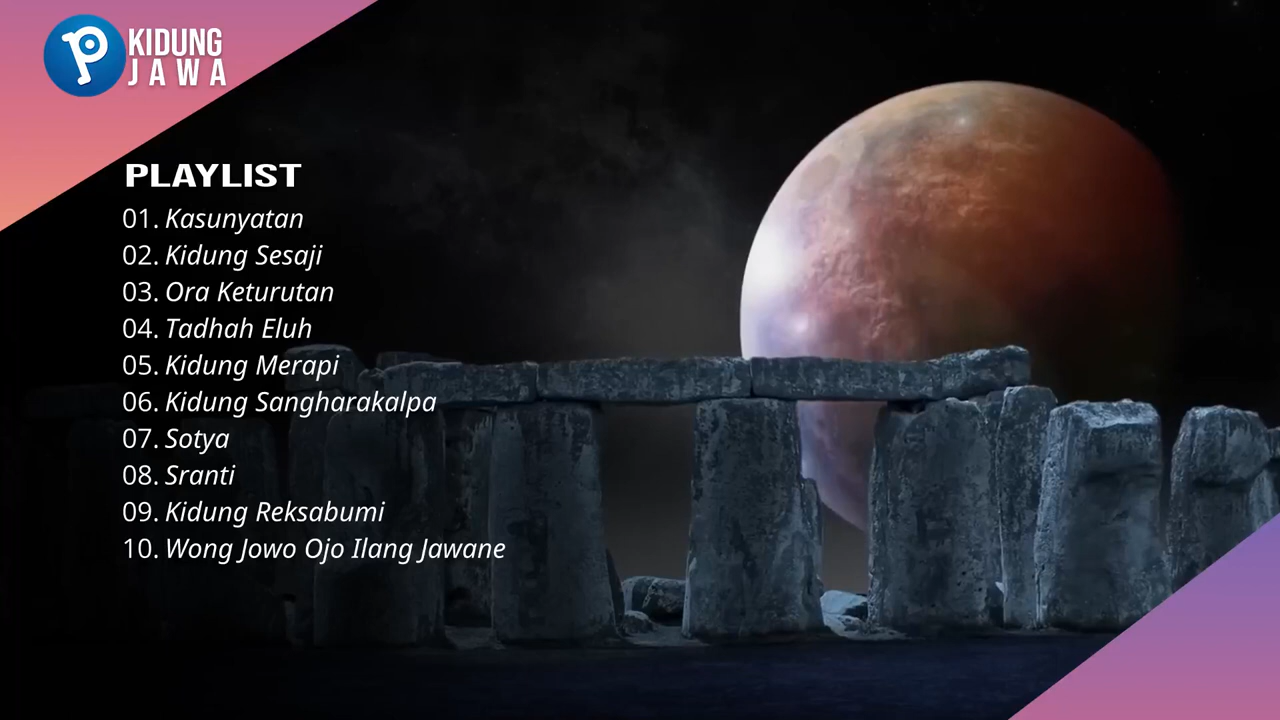 KIDUNG
JAWA
PLAYLIST
01. Kasunyatan
02. Kidung Sesaji
03. Ora Keturutan
04. Tadhah Eluh
05. Kidung Merapi
06. Kidung Sangharakalpa
07. Sotya
08. Sranti
09. Kidung Reksabumi
10. Wong Jowo Ojo Ilang Jawane